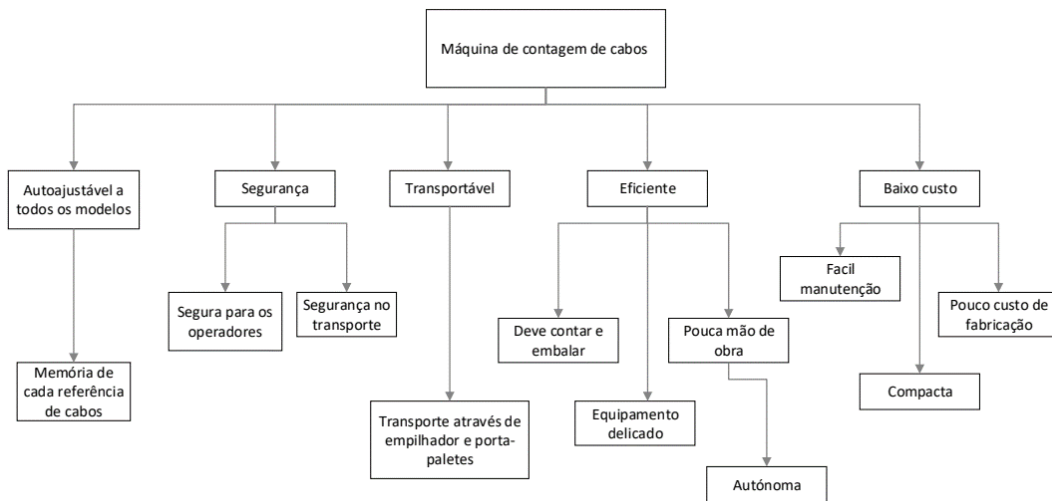 Máquina de contagem de cabos
Autoajustável a
todos os modelos
Segurança
Transportável
Eficiente
Baixo custo
Facil
manutenção
Segura para os
operadores
Segurança no
transporte
Pouco custo de
fabricação
Deve contar e
embalar
Pouca mão de
obra
Memória de
cada referência
de cabos
Compacta
Transporte através de
empilhador e porta-
paletes
Equipamento
delicado
Autónoma